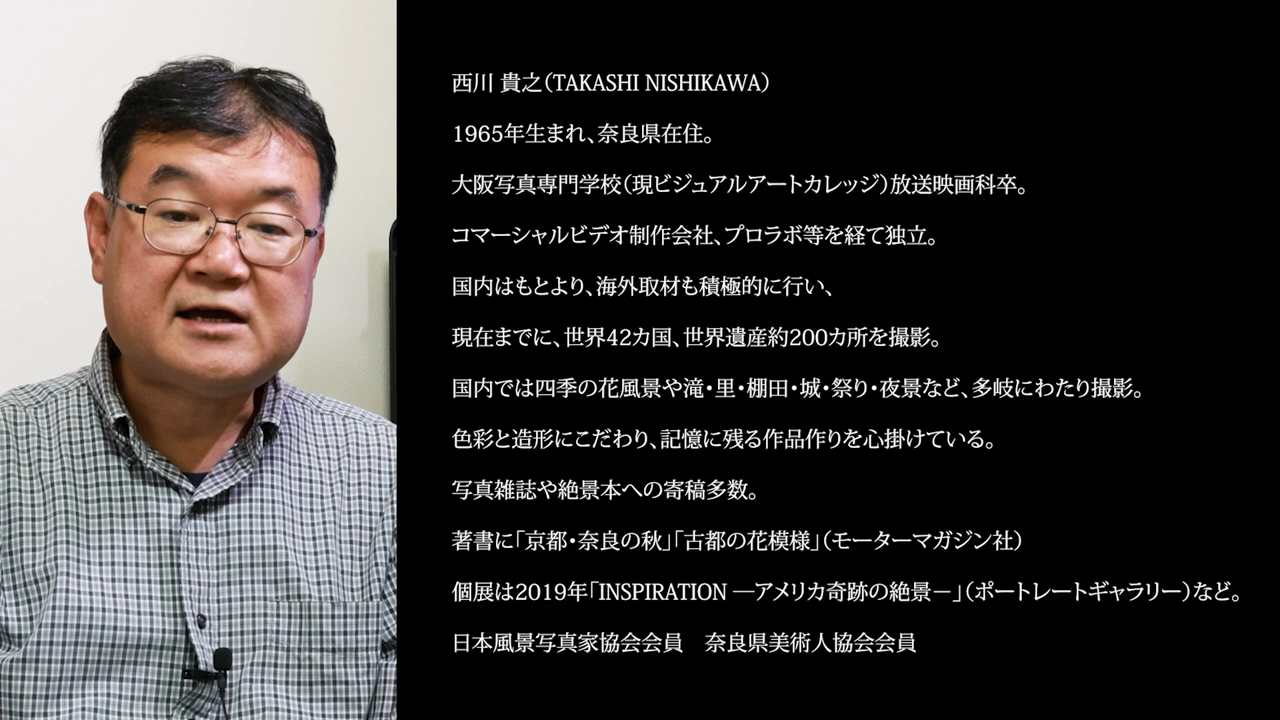 西川 貴之（TAKASHI NISHIKAWA）
1965年生まれ、奈良県在住。
大阪写真専門学校（現ビジュアルアートカレッジ）放送映画科卒。
コマーシャルビデオ制作会社、プロラボ等を経て独立。
国内はもとより、海外取材も積極的に行い、
現在までに、世界42カ国、世界遺産約200カ所を撮影。
国内では四季の花風景や滝・里・棚田・城・祭り・夜景など、多岐にわたり撮影。
色彩と造形にこだわり、記憶に残る作品作りを心掛けている。
写真雑誌や絶景本への寄稿多数。
著書に「京都・奈良の秋」「古都の花模様」（モーターマガジン社）
個展は2019年「INSPIRATION ―アメリカ奇跡の絶景－」（ポートレートギャラリー）など。
日本風景写真家協会会員　奈良県美術人協会会員